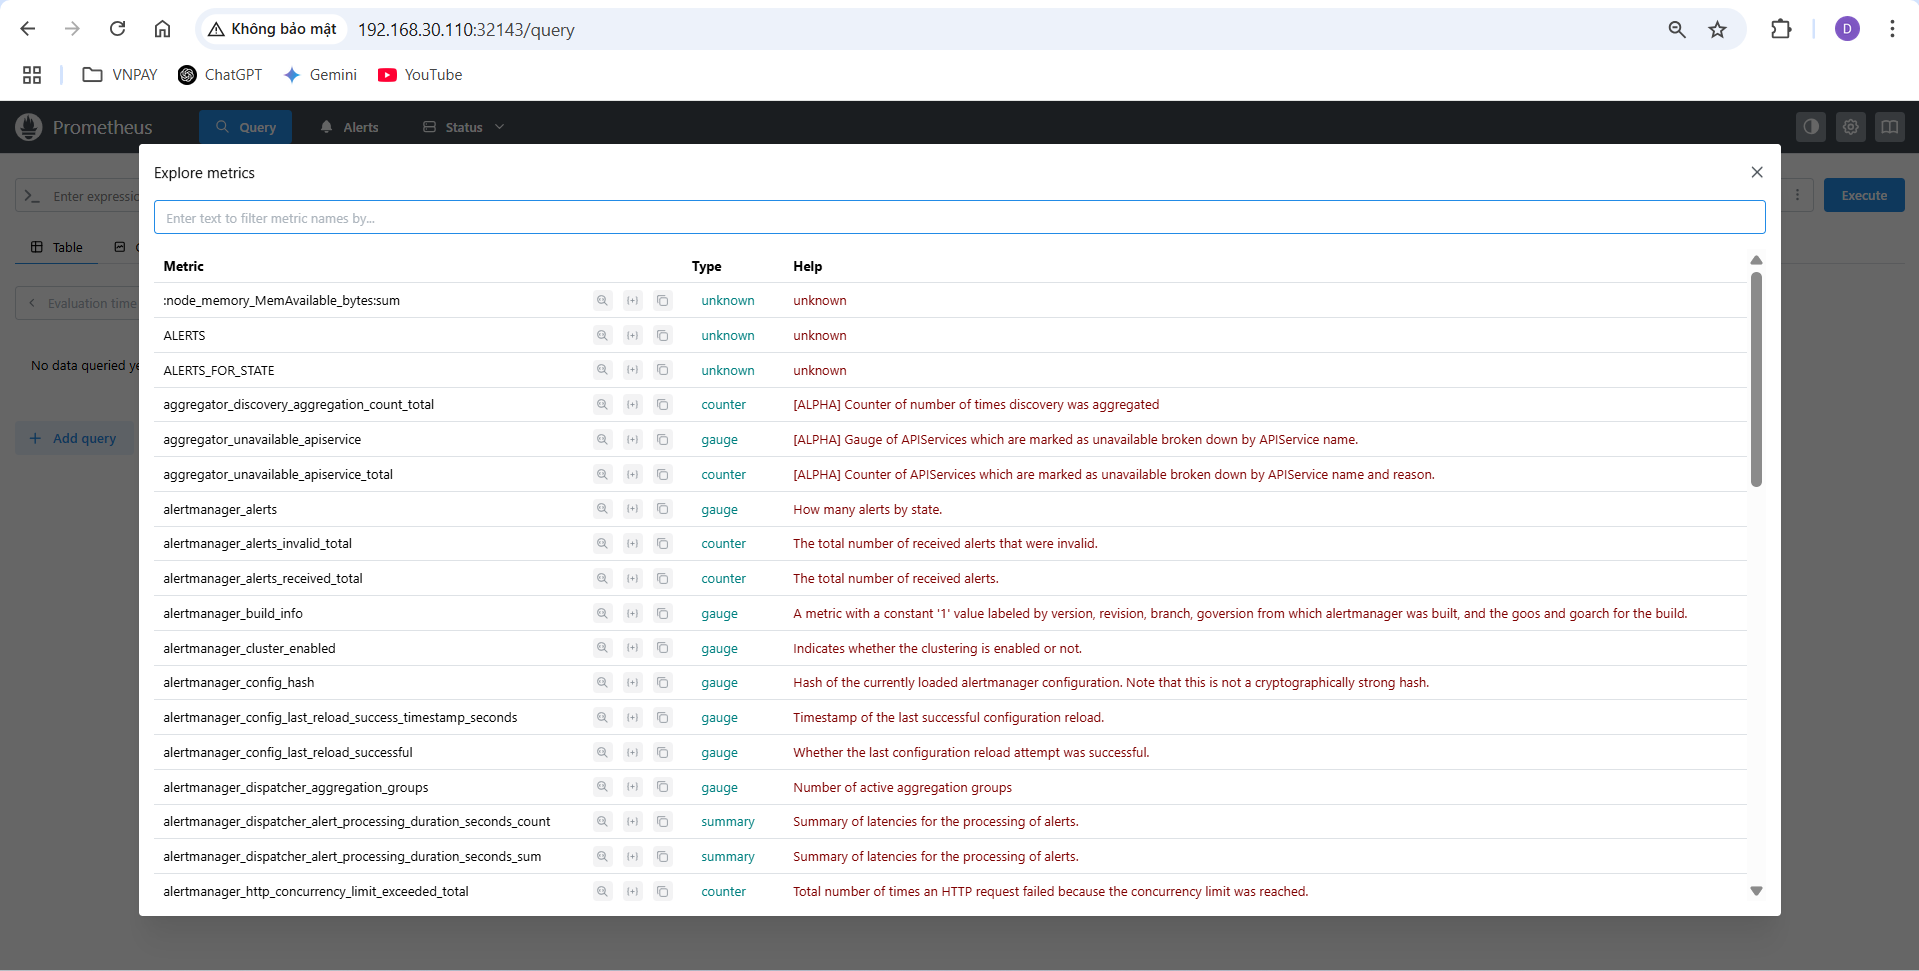 Không bảo mật 192.168.30.110:32143/query D
VNPAY ChatGPT Gemini YouTube
Prometheus Query Alerts Status
Explore metrics
Enter expressio Execute
Enter text to filter metric names by...
Table
Metric Type Help
:node_memory_MemAvailable_bytes:sum unknown unknown
Evaluation time
ALERTS unknown unknown
No data queried ye
ALERTS_FOR_STATE unknown unknown
aggregator_discovery_aggregation_count_total counter [ALPHA] Counter of number of times discovery was aggregated
Add query
aggregator_unavailable_apiservice gauge [ALPHA] Gauge of APIServices which are marked as unavailable broken down by APIService name.
aggregator_unavailable_apiservice_total counter [ALPHA] Counter of APIServices which are marked as unavailable broken down by APIService name and reason.
alertmanager_alerts gauge How many alerts by state.
alertmanager_alerts_invalid_total counter The total number of received alerts that were invalid.
alertmanager_alerts_received_total counter The total number of received alerts.
alertmanager_build_info gauge A metric with a constant '1' value labeled by version, revision, branch, goversion from which alertmanager was built, and the goos and goarch for the build.
alertmanager_cluster_enabled gauge Indicates whether the clustering is enabled or not.
alertmanager_config_hash gauge Hash of the currently loaded alertmanager configuration. Note that this is not a cryptographically strong hash.
alertmanager_config_last_reload_success_timestamp_seconds gauge Timestamp of the last successful configuration reload.
alertmanager_config_last_reload_successful gauge Whether the last configuration reload attempt was successful.
alertmanager_dispatcher_aggregation_groups gauge Number of active aggregation groups
alertmanager_dispatcher_alert_processing_duration_seconds_count summary Summary of latencies for the processing of alerts.
alertmanager_dispatcher_alert_processing_duration_seconds_sum summary Summary of latencies for the processing of alerts.
alertmanager_http_concurrency_limit_exceeded_total counter Total number of times an HTTP request failed because the concurrency limit was reached.